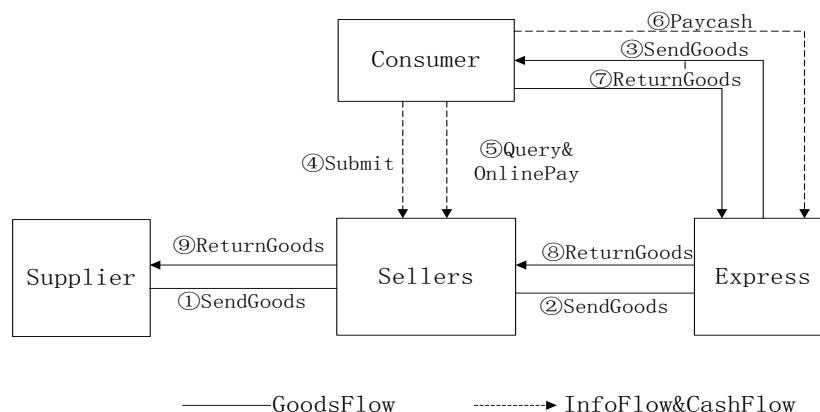 ⑥Paycash
③SendGoods
Consumer
⑦ReturnGoods
④Submit
⑤Query&
OnlinePay
⑨ReturnGoods
⑧ReturnGoods
Supplier
Sellers
Express
①SendGoods
②SendGoods
GoodsFlow
InfoFlow&CashFlow